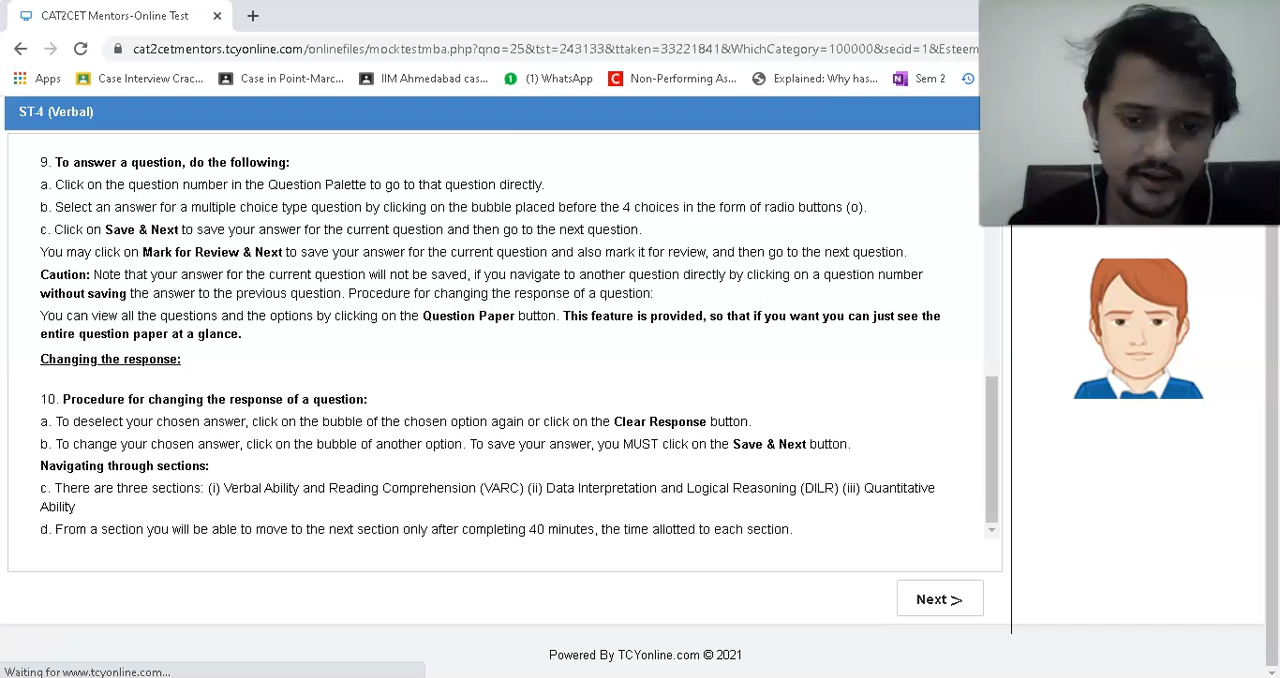 CAT2CET Mentors-Online Test
cat2cetmentors.tcyonline.com/onlinefiles/mocktestmba.php?qno=25&tst=243133&ttaken=33221841&WhichCategory=100000&secid=1&Esteem
Apps Case Interview Crac... Case in Point-Marc... IIM Ahmedabad cas... (1) WhatsApp Non-Performing As... Explained: Why has... Sem 2
ST-4 (Verbal)
9. To answer a question, do the following:
a. Click on the question number in the Question Palette to go to that question directly.
b. Select an answer for a multiple choice type question by clicking on the bubble placed before the 4 choices in the form of radio buttons (o).
c. Click on Save & Next to save your answer for the current question and then go to the next question.
You may click on Mark for Review & Next to save your answer for the current question and also mark it for review, and then go to the next question.
Caution: Note that your answer for the current question will not be saved, if you navigate to another question directly by clicking on a question number
without saving the answer to the previous question. Procedure for changing the response of a question:
You can view all the questions and the options by clicking on the Question Paper button. This feature is provided, so that if you want you can just see the
entire question paper at a glance.
Changing the response:
10. Procedure for changing the response of a question:
a. To deselect your chosen answer, click on the bubble of the chosen option again or click on the Clear Response button.
b. To change your chosen answer, click on the bubble of another option. To save your answer, you MUST click on the Save & Next button.
Navigating through sections:
c. There are three sections: (i) Verbal Ability and Reading Comprehension (VARC) (ii) Data Interpretation and Logical Reasoning (DILR) (iii) Quantitative
Ability
d. From a section you will be able to move to the next section only after completing 40 minutes, the time allotted to each section.
Next >
Powered By TCYonline.com © 2021
Waiting for www.tcyonline.com...